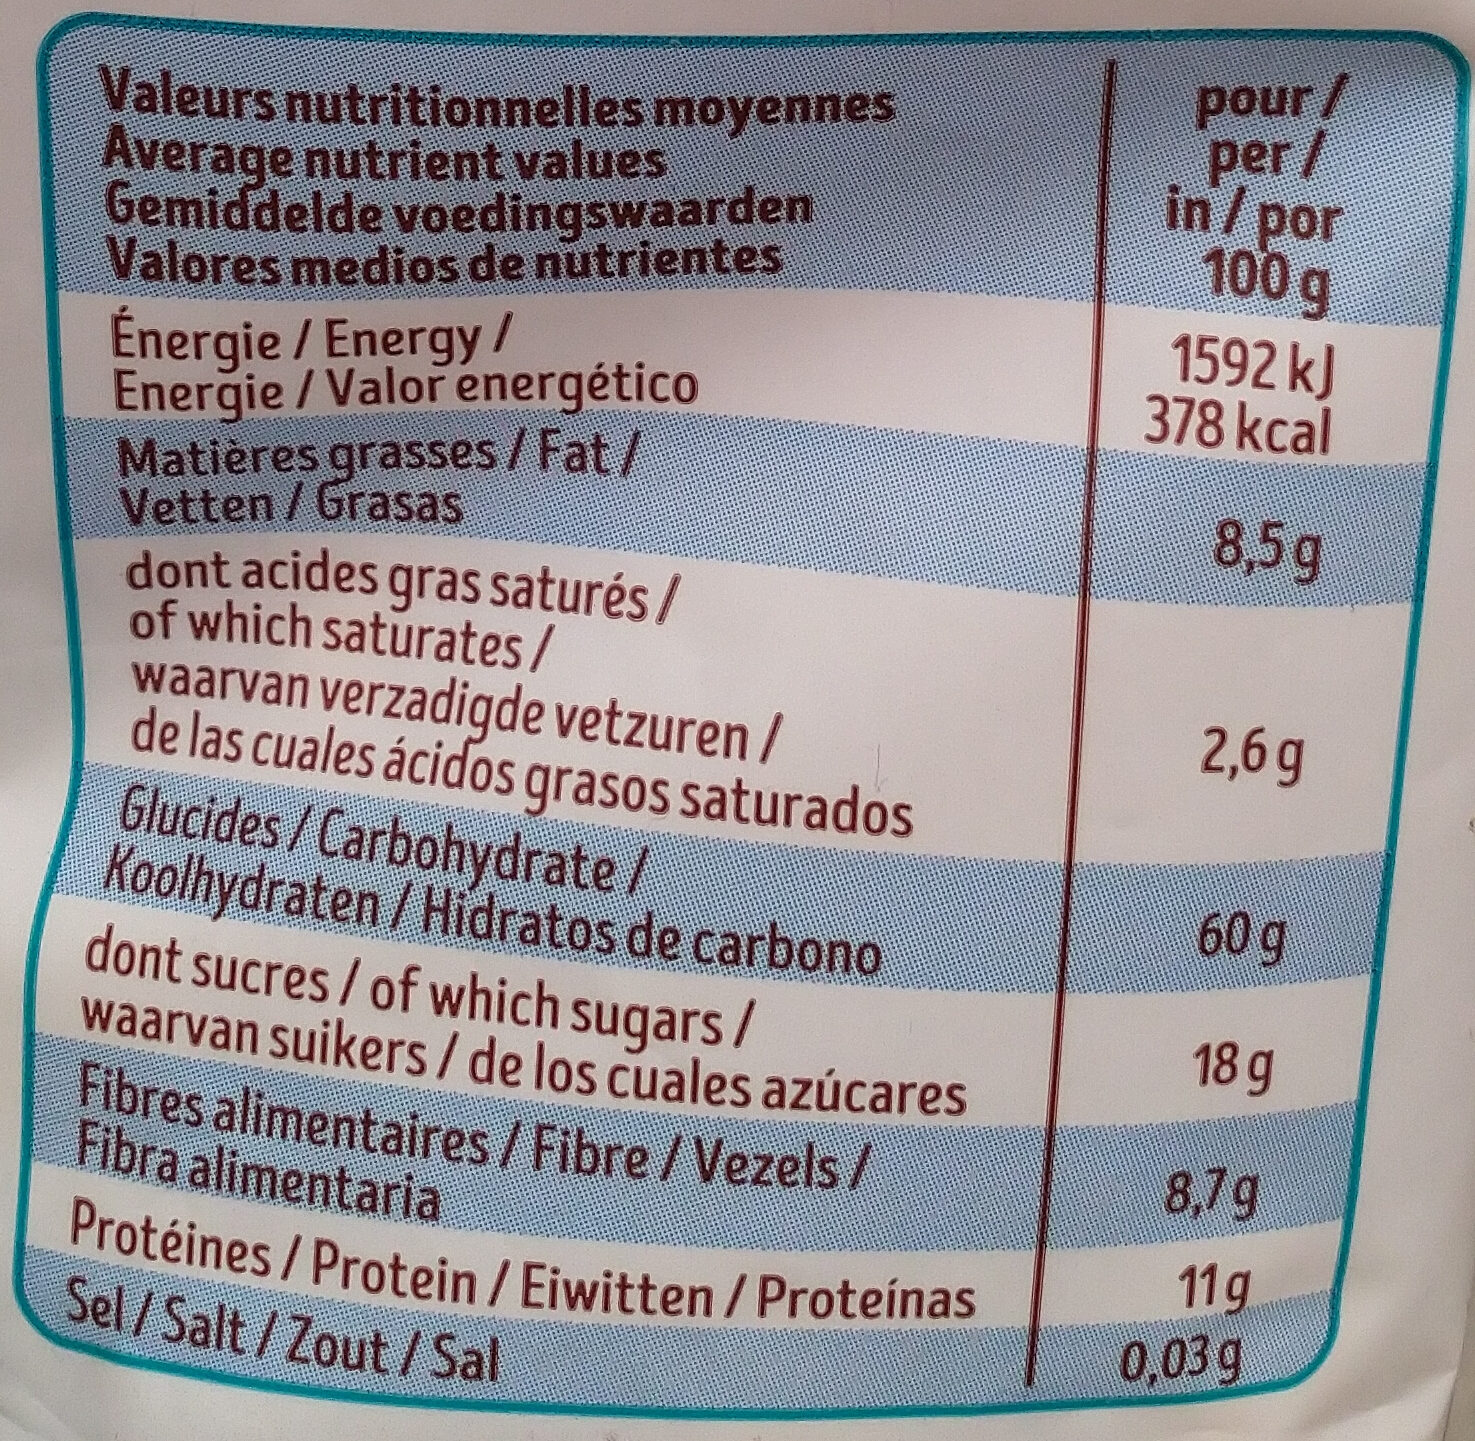 Valeurs nutritionnelles moyennes
Average nutrient values
Gemiddelde voedingswaarden
Valores medios de nutrientes
pour /
per /
in / por
100 g
Énergie / Energy /
Energie / Valor energético
1592 kJ
378 kcal
Matières grasses / Fat /
Vetten / Grasas
8,5 g
dont acides gras saturés /
of which saturates /
waarvan verzadigde vetzuren /
de las cuales ácidos grasos saturados
2,6 g
Glucides / Carbohydrate /
Koolhydraten / Hidratos de carbono
60 g
dont sucres / of which sugars /
waarvan suikers / de los cuales azúcares
18 g
Fibres alimentaires / Fibre / Vezels /
Fibra alimentaria
8,7 g
Protéines / Protein / Eiwitten / Proteínas
11 g
Sel / Salt / Zout / Sal
0,03 g